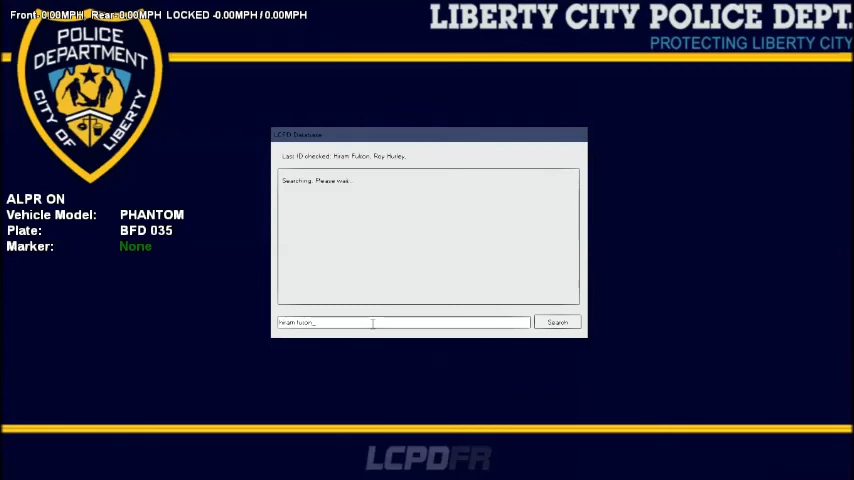 Front: 0.00MPH Rear: 0.00MPH LOCKED -0.00MPH / 0.00MPH
LIBERTY CITY POLICE DEPT.
PROTECTING LIBERTY CITY
POLICE
DEPARTMENT
CITY OF LIBERTY
LCPD Database
Last ID checked: Hiram Fulton, Roy Hurley,
Searching. Please wait...
ALPR ON
Vehicle Model: PHANTOM
Plate: BFD 035
Marker: None
hiram fulton_
Search
LCPDFR